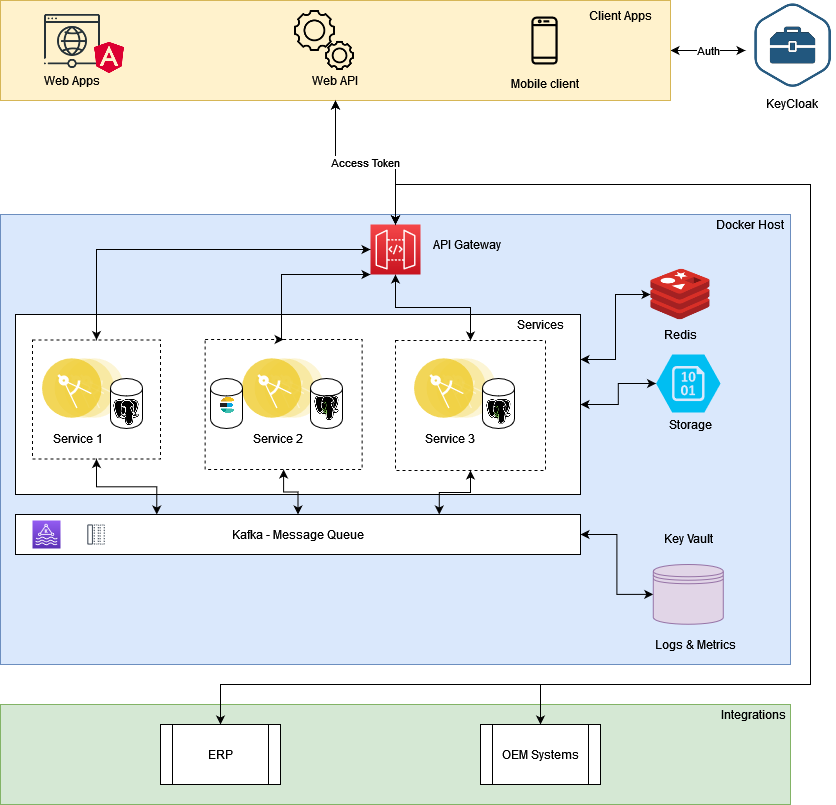 Client Apps
Web Apps
Web API
Mobile client
Auth
KeyCloak
Access Token
Docker Host
API Gateway
Services
Redis
Service 1
Service 2
Service 3
10
01
Storage
Kafka - Message Queue
Key Vault
Logs & Metrics
Integrations
ERP
OEM Systems